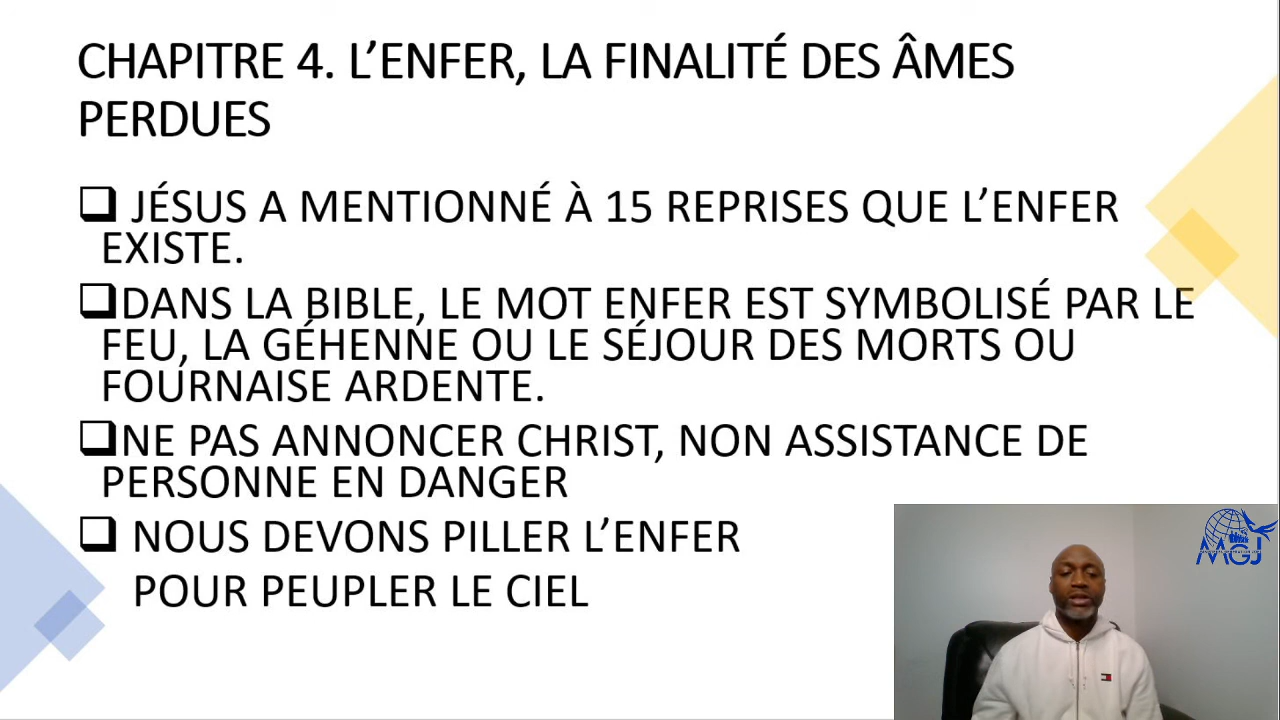 CHAPITRE 4. L’ENFER, LA FINALITÉ DES ÂMES
PERDUES
JÉSUS A MENTIONNÉ À 15 REPRISES QUE L’ENFER
EXISTE.
DANS LA BIBLE, LE MOT ENFER EST SYMBOLISÉ PAR LE
FEU, LA GÉHENNE OU LE SÉJOUR DES MORTS OU
FOURNAISE ARDENTE.
NE PAS ANNONCER CHRIST, NON ASSISTANCE DE
PERSONNE EN DANGER
NOUS DEVONS PILLER L’ENFER
POUR PEUPLER LE CIEL
MGJ